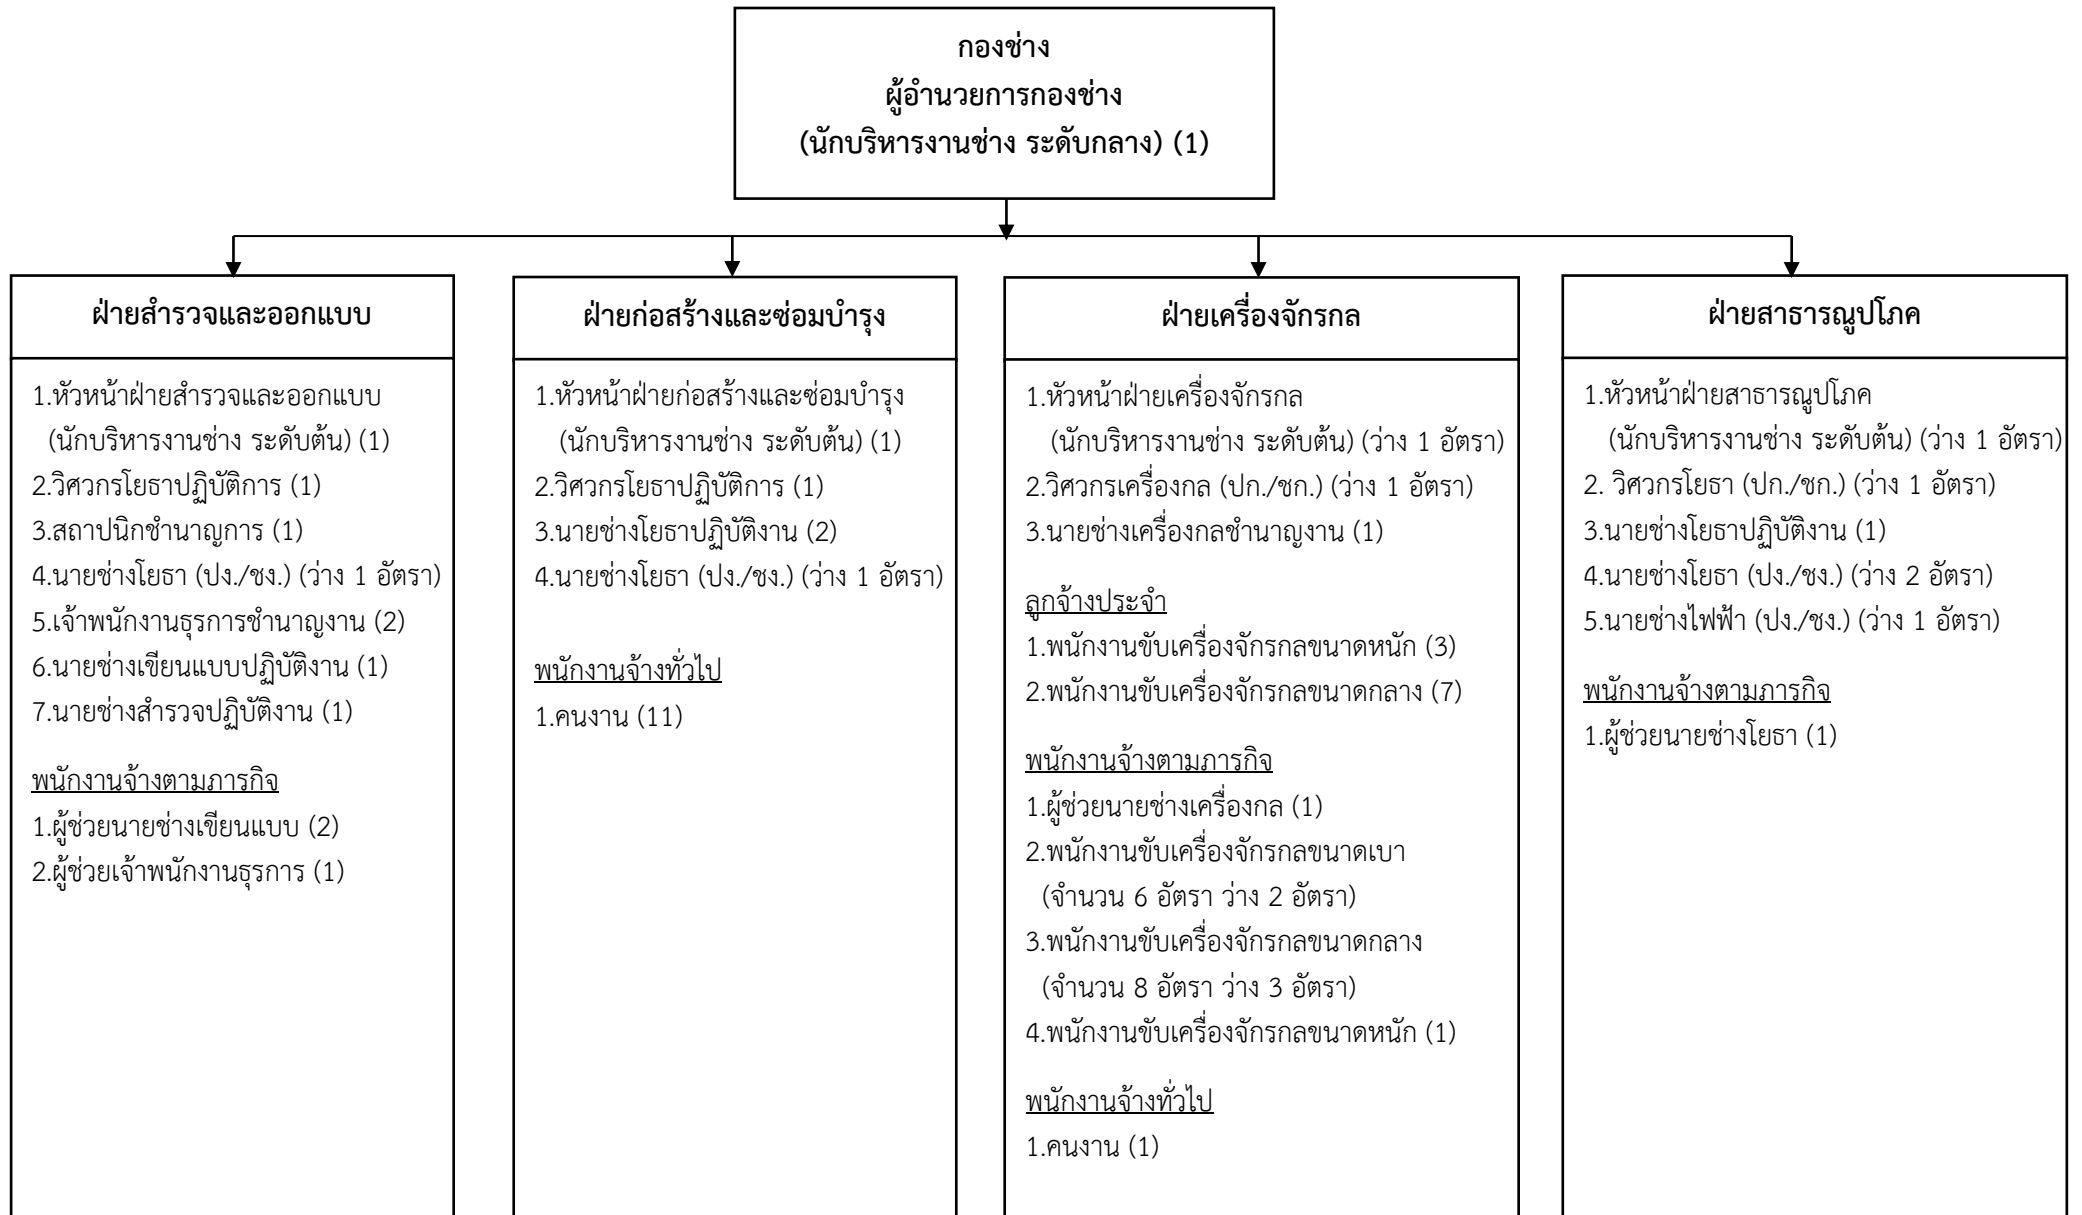 กองช่าง
ผู้อำนวยการกองช่าง
(นักบริหารงานช่าง ระดับกลาง) (1)
ฝ่ายสำรวจและออกแบบ
1.หัวหน้าฝ่ายสำรวจและออกแบบ
(นักบริหารงานช่าง ระดับต้น) (1)
2.วิศวกรโยธาปฏิบัติการ (1)
3.สถาปนิกชำนาญการ (1)
4.นายช่างโยธา (ปง./ชง.) (ว่าง 1 อัตรา)
5.เจ้าพนักงานธุรการชำนาญงาน (2)
6.นายช่างเขียนแบบปฏิบัติงาน (1)
7.นายช่างสำรวจปฏิบัติงาน (1)
พนักงานจ้างตามภารกิจ
1.ผู้ช่วยนายช่างเขียนแบบ (2)
2.ผู้ช่วยเจ้าพนักงานธุรการ (1)
ฝ่ายก่อสร้างและซ่อมบำรุง
1.หัวหน้าฝ่ายก่อสร้างและซ่อมบำรุง
(นักบริหารงานช่าง ระดับต้น) (1)
2.วิศวกรโยธาปฏิบัติการ (1)
3.นายช่างโยธาปฏิบัติงาน (2)
4.นายช่างโยธา (ปง./ชง.) (ว่าง 1 อัตรา)
พนักงานจ้างทั่วไป
1.คนงาน (11)
ฝ่ายเครื่องจักรกล
1.หัวหน้าฝ่ายเครื่องจักรกล
(นักบริหารงานช่าง ระดับต้น) (ว่าง 1 อัตรา)
2.วิศวกรเครื่องกล (ปก./ชก.) (ว่าง 1 อัตรา)
3.นายช่างเครื่องกลชำนาญงาน (1)
ลูกจ้างประจำ
1.พนักงานขับเครื่องจักรกลขนาดหนัก (3)
2.พนักงานขับเครื่องจักรกลขนาดกลาง (7)
พนักงานจ้างตามภารกิจ
1.ผู้ช่วยนายช่างเครื่องกล (1)
2.พนักงานขับเครื่องจักรกลขนาดเบา
(จำนวน 6 อัตรา ว่าง 2 อัตรา)
3.พนักงานขับเครื่องจักรกลขนาดกลาง
(จำนวน 8 อัตรา ว่าง 3 อัตรา)
4.พนักงานขับเครื่องจักรกลขนาดหนัก (1)
พนักงานจ้างทั่วไป
1.คนงาน (1)
ฝ่ายสาธารณูปโภค
1.หัวหน้าฝ่ายสาธารณูปโภค
(นักบริหารงานช่าง ระดับต้น) (ว่าง 1 อัตรา)
2. วิศวกรโยธา (ปก./ชก.) (ว่าง 1 อัตรา)
3.นายช่างโยธาปฏิบัติงาน (1)
4.นายช่างโยธา (ปง./ชง.) (ว่าง 2 อัตรา)
5.นายช่างไฟฟ้า (ปง./ชง.) (ว่าง 1 อัตรา)
พนักงานจ้างตามภารกิจ
1.ผู้ช่วยนายช่างโยธา (1)